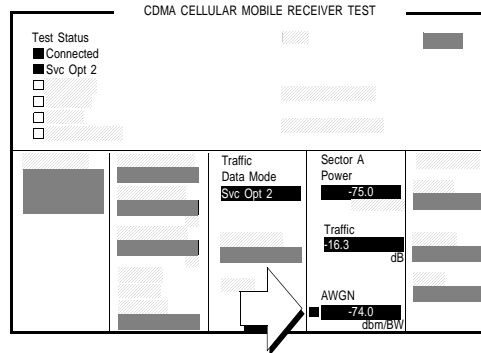 CDMA CELLULAR MOBILE RECEIVER TEST
Test Status
Connected
Svc Opt 2
Traffic
Data Mode
Svc Opt 2
Sector A
Power
-75.0
Traffic
-16.3
dB
AWGN
-74.0
dbm/BW